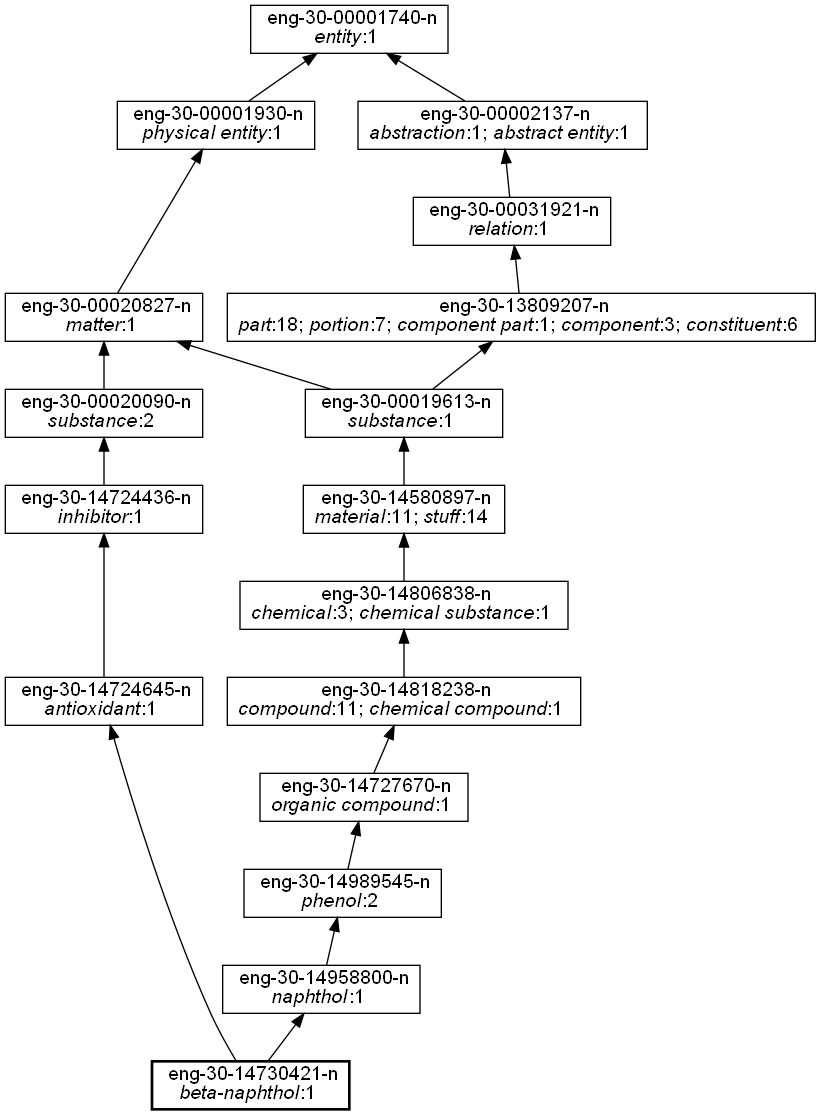 eng-30-00001740-n
entity:1
eng-30-00001930-n
physical entity:1
eng-30-00002137-n
abstraction:1; abstract entity:1
eng-30-00031921-n
relation:1
eng-30-00020827-n
matter:1
eng-30-13809207-n
part:18; portion:7; component part:1; component:3; constituent:6
eng-30-00020090-n
substance:2
eng-30-00019613-n
substance:1
eng-30-14724436-n
inhibitor:1
eng-30-14580897-n
material:11; stuff:14
eng-30-14806838-n
chemical:3; chemical substance:1
eng-30-14724645-n
antioxidant:1
eng-30-14818238-n
compound:11; chemical compound:1
eng-30-14727670-n
organic compound:1
eng-30-14989545-n
phenol:2
eng-30-14958800-n
naphthol:1
eng-30-14730421-n
beta-naphthol:1